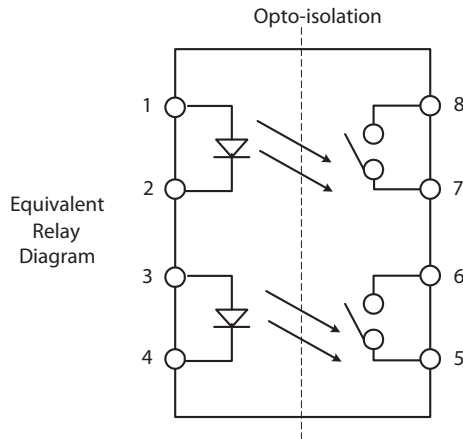 Opto-isolation
1
8
2
7
Equivalent
Relay
Diagram
3
6
4
5